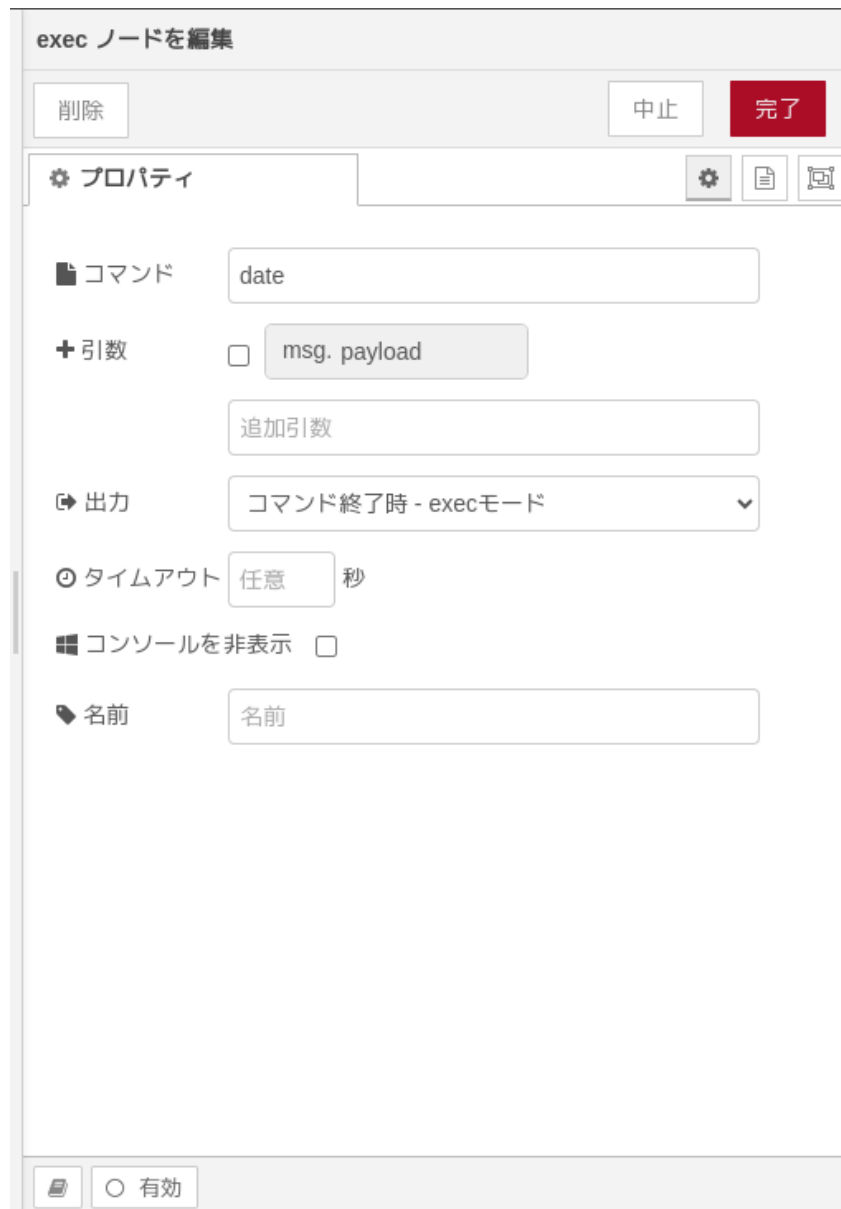 exec ノードを編集
削除
中止
完了
プロパティ
コマンド
date
引数
msg. payload
追加引数
出力
コマンド終了時 - execモード
タイムアウト
任意
秒
コンソールを非表示
名前
名前
有効